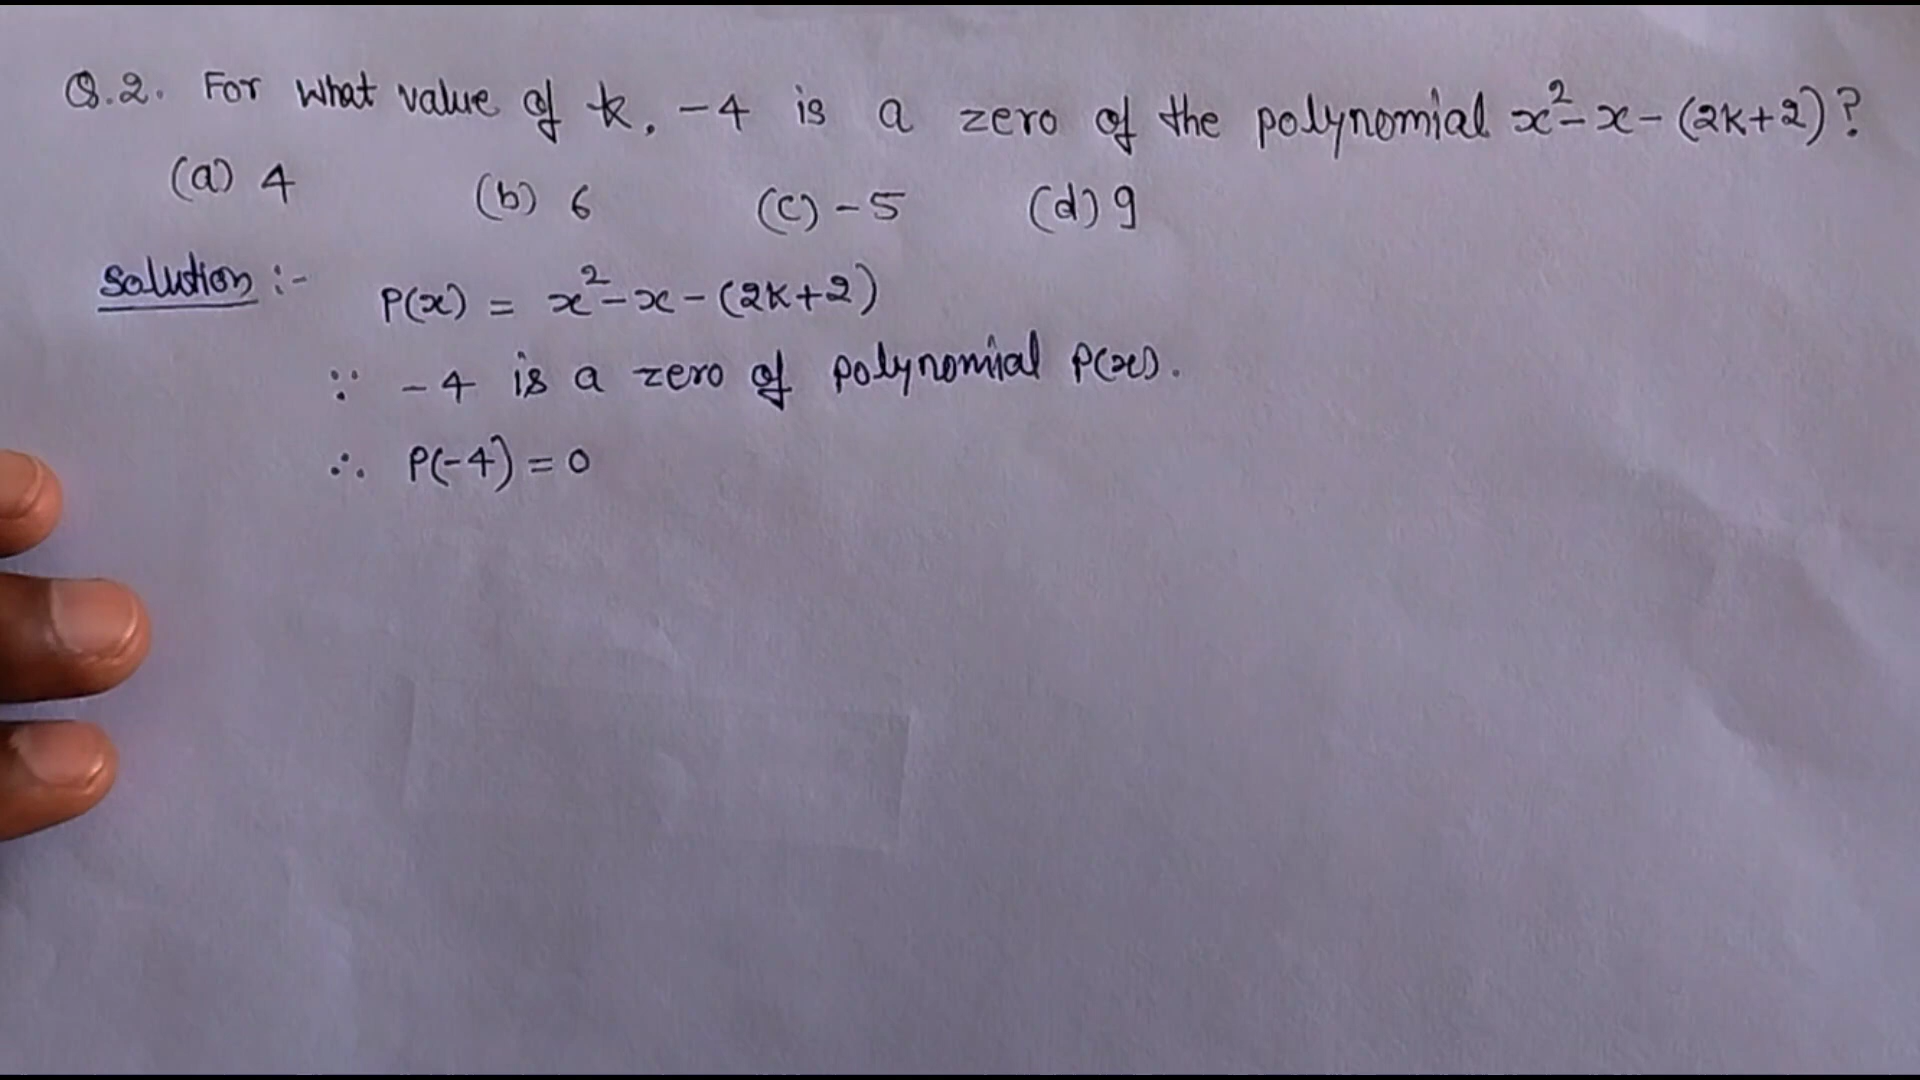 Q.2. For what value of k, -4 is a zero of the polynomial x²-x-(2k+2)?
(a) 4 (b) 6 (c) -5 (d) 9
Solution :- P(x) = x²-x-(2k+2)
∵ -4 is a zero of polynomial P(x).
∴ P(-4) = 0